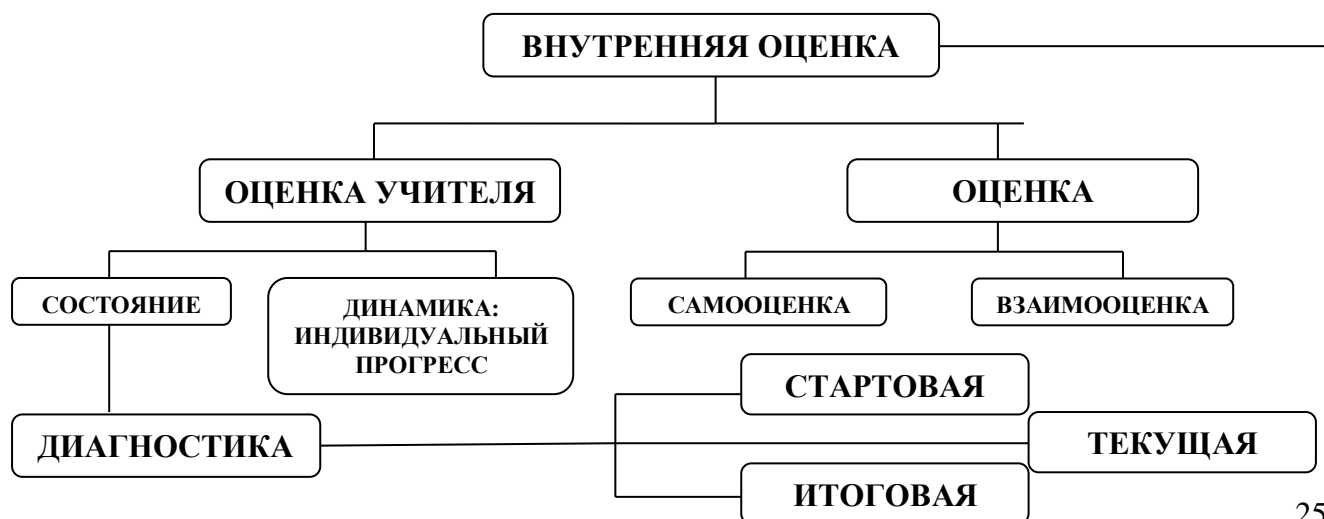 ВНУТРЕННЯЯ ОЦЕНКА
ОЦЕНКА УЧИТЕЛЯ
ОЦЕНКА
СОСТОЯНИЕ
ДИНАМИКА:
ИНДИВИДУАЛЬНЫЙ
ПРОГРЕСС
САМООЦЕНКА
ВЗАИМООЦЕНКА
СТАРТОВАЯ
ДИАГНОСТИКА
ТЕКУЩАЯ
ИТОГОВАЯ
25